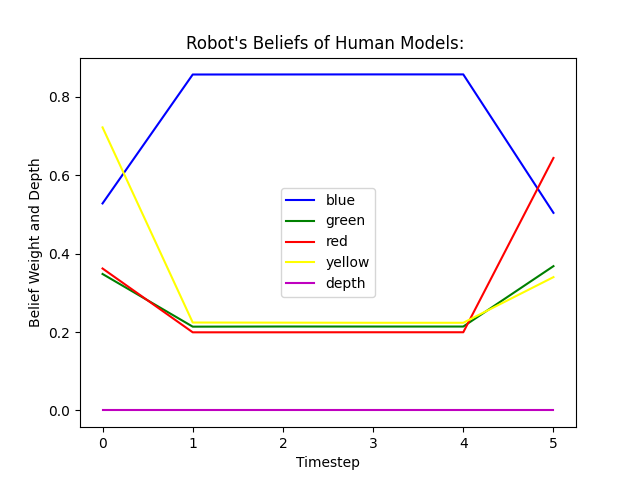 Robot's Beliefs of Human Models:
Belief Weight and Depth
0.8
0.6
0.4
0.2
0.0
blue
green
red
yellow
depth
0 1 2 3 4 5
Timestep